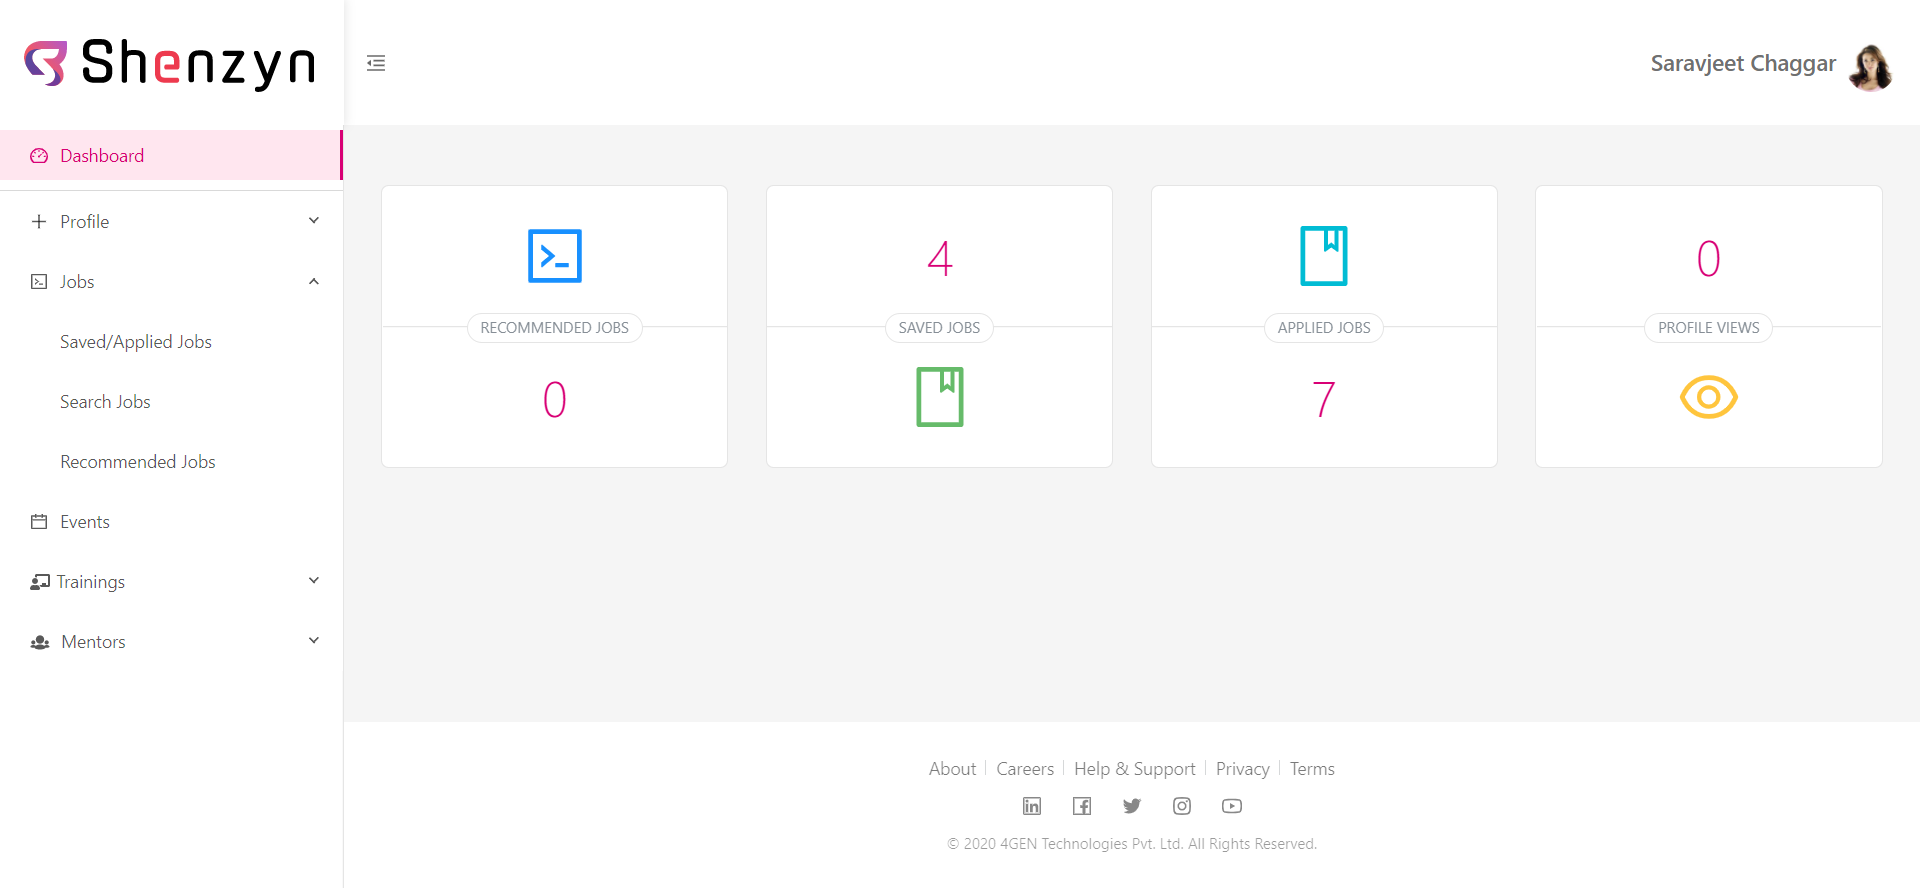 Shenzyn
Saravjeet Chaggar
Dashboard
Profile
Jobs
Saved/Applied Jobs
Search Jobs
Recommended Jobs
Events
Trainings
Mentors
RECOMMENDED JOBS
0
4
SAVED JOBS
APPLIED JOBS
7
0
PROFILE VIEWS
About Careers Help & Support Privacy Terms
© 2020 4GEN Technologies Pvt. Ltd. All Rights Reserved.